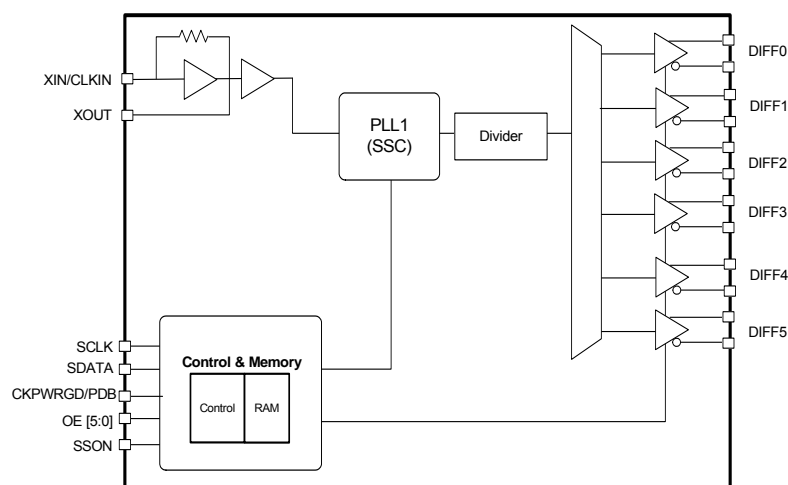 XIN/CLKIN
XOUT
PLL1
(SSC)
Divider
DIFF0
DIFF1
DIFF2
DIFF3
DIFF4
DIFF5
SCLK
SDATA
CKPWRGD/PDB
OE [5:0]
SSON
Control & Memory
Control
RAM